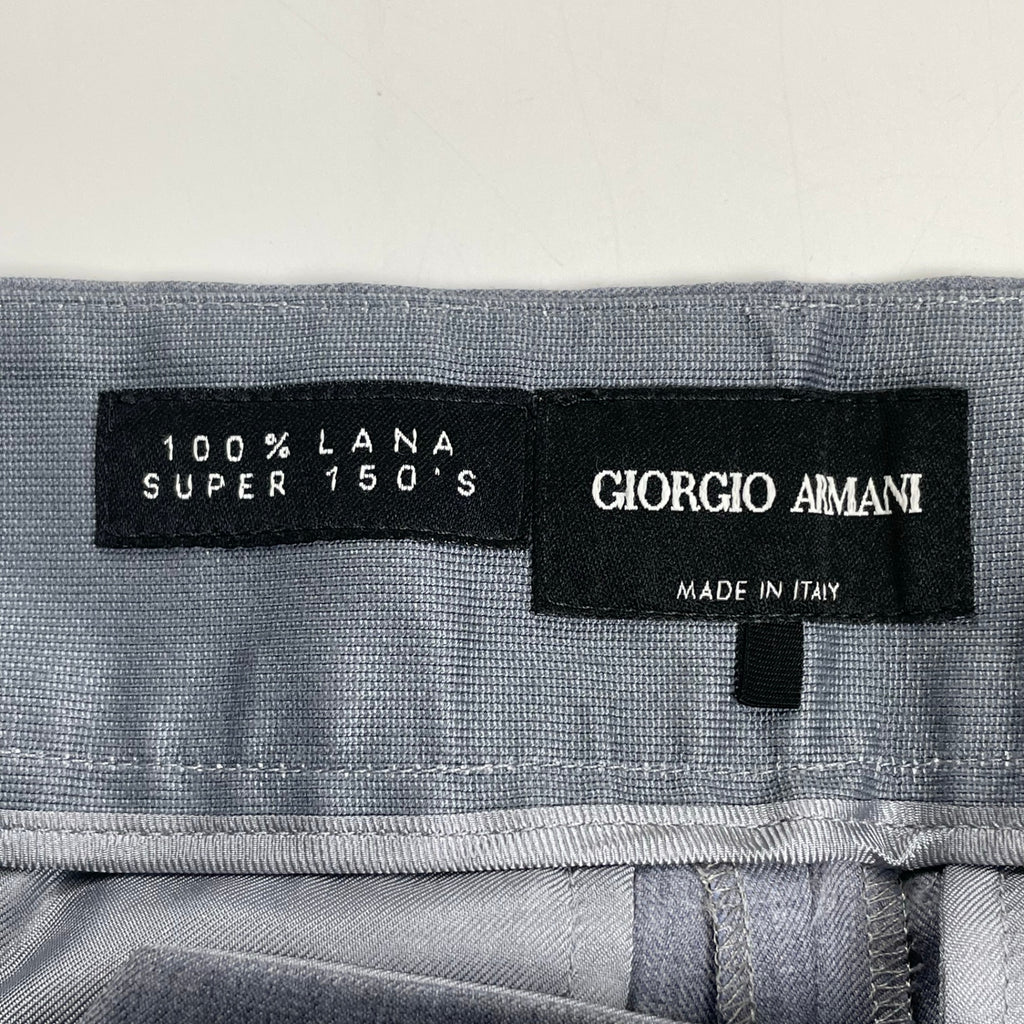 100% LANA
SUPER 150'S
GIORGIO ARMANI
MADE IN ITALY